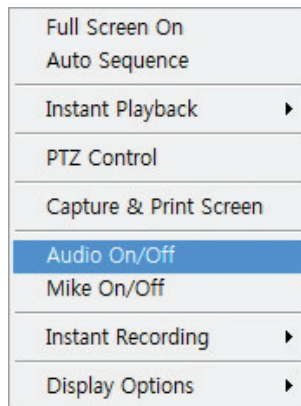 Full Screen On
Auto Sequence
Instant Playback
PTZ Control
Capture & Print Screen
Audio On/Off
Mike On/Off
Instant Recording
Display Options